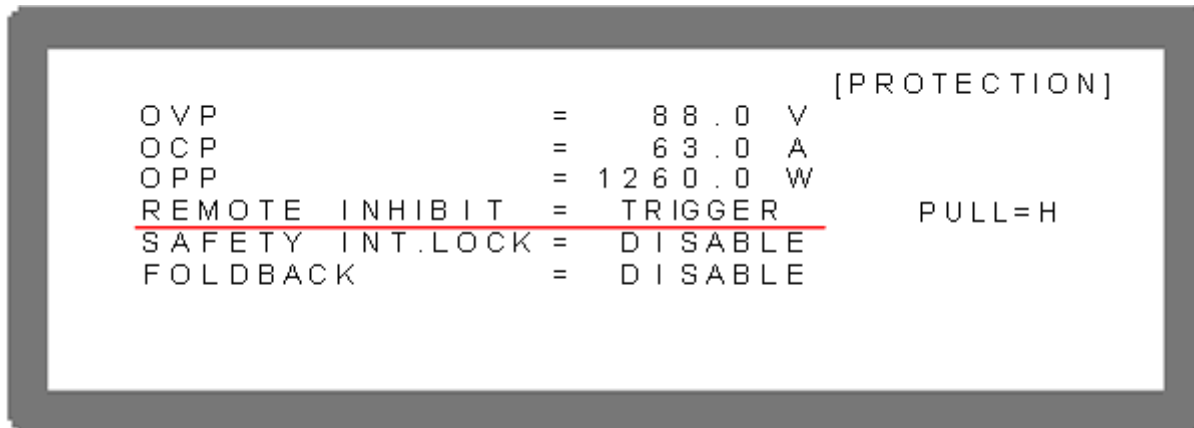 [PROTECTION]
OVP = 88.0 V
OCP = 63.0 A
OPP = 1260.0 W
REMOTE INHIBIT = TRIGGER PULL=H
SAFETY INT.LOCK = DISABLE
FOLDBACK = DISABLE